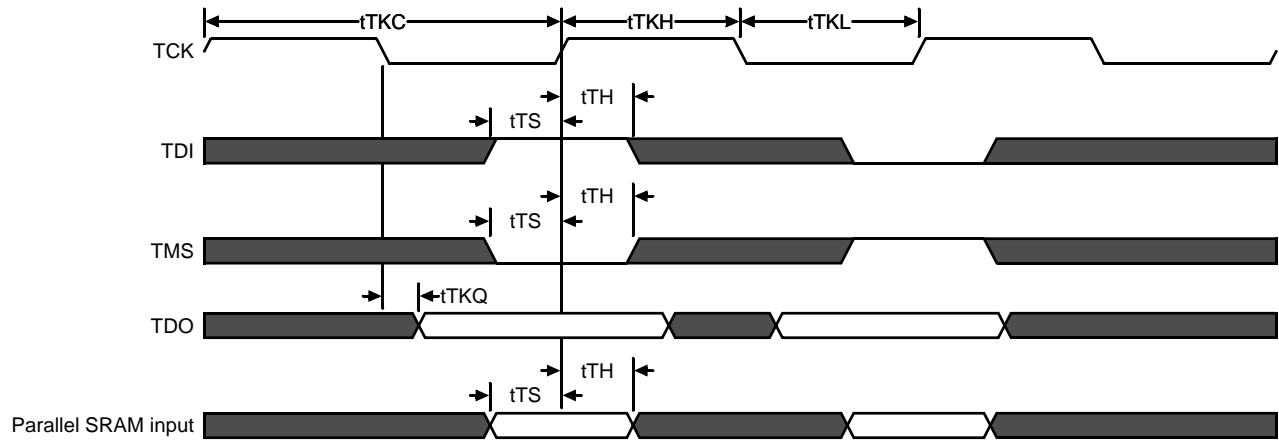 tTKC
tTKH
tTKL
TCK
tTH
tTS
TDI
tTH
tTS
TMS
tTKQ
TDO
tTH
tTS
Parallel SRAM input